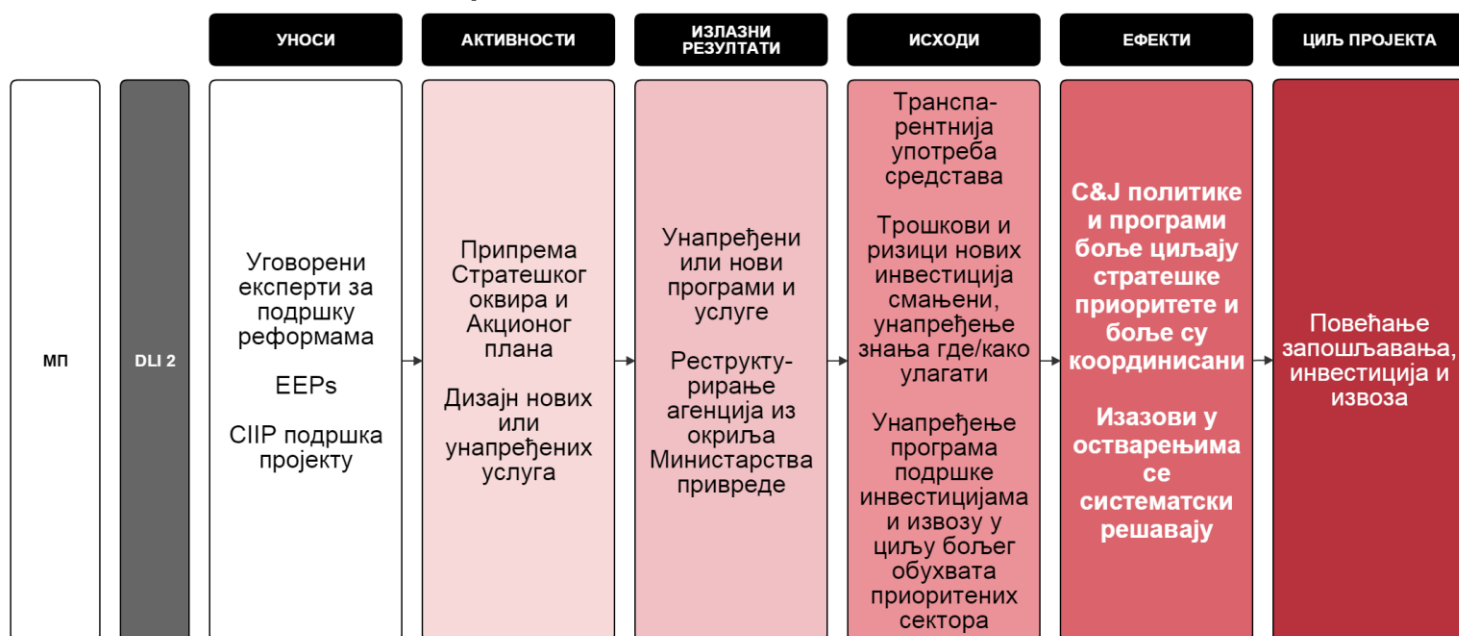 УНОСИ
АКТИВНОСТИ
ИЗЛАЗНИ
РЕЗУЛТАТИ
ИСХОДИ
ЕФЕКТИ
ЦИЉ ПРОЈЕКТА
МП
DLI 2
Уговорени
експерти за
подршку
реформама
EEPs
CIIP подршка
пројекту
Припрема
Стратешког
оквира и
Акционог
плана
Дизајн нових
или
унапређених
услуга
Унапређени
или нови
програми и
услуге
Реструкту-
рирање
агенција из
окриља
Министарства
привреде
Транспа-
рентнија
употреба
средстава
Трошкови и
ризици нових
инвестиција
смањени,
унапређење
знања где/како
улагати
Унапређење
програма
подршке
инвестицијама
и извозу у
циљу бољег
обухвата
приоритених
сектора
C&J политике
и програми
боље циљају
стратешке
приоритете и
боље су
координисани
Изазови у
остварењима
се
систематски
решавају
Повећање
запошљавања,
инвестиција и
извоза